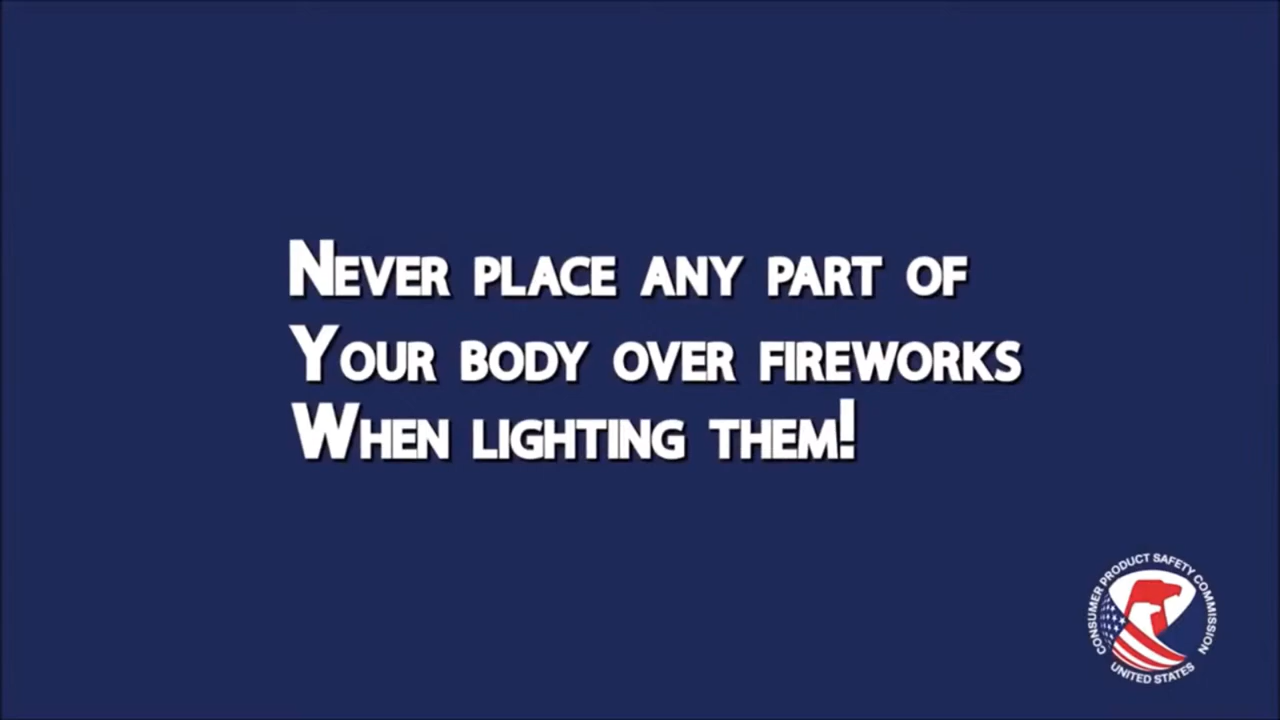 Never place any part of
Your body over fireworks
When lighting them!
CONSUMER PRODUCT SAFETY COMMISSION
UNITED STATES